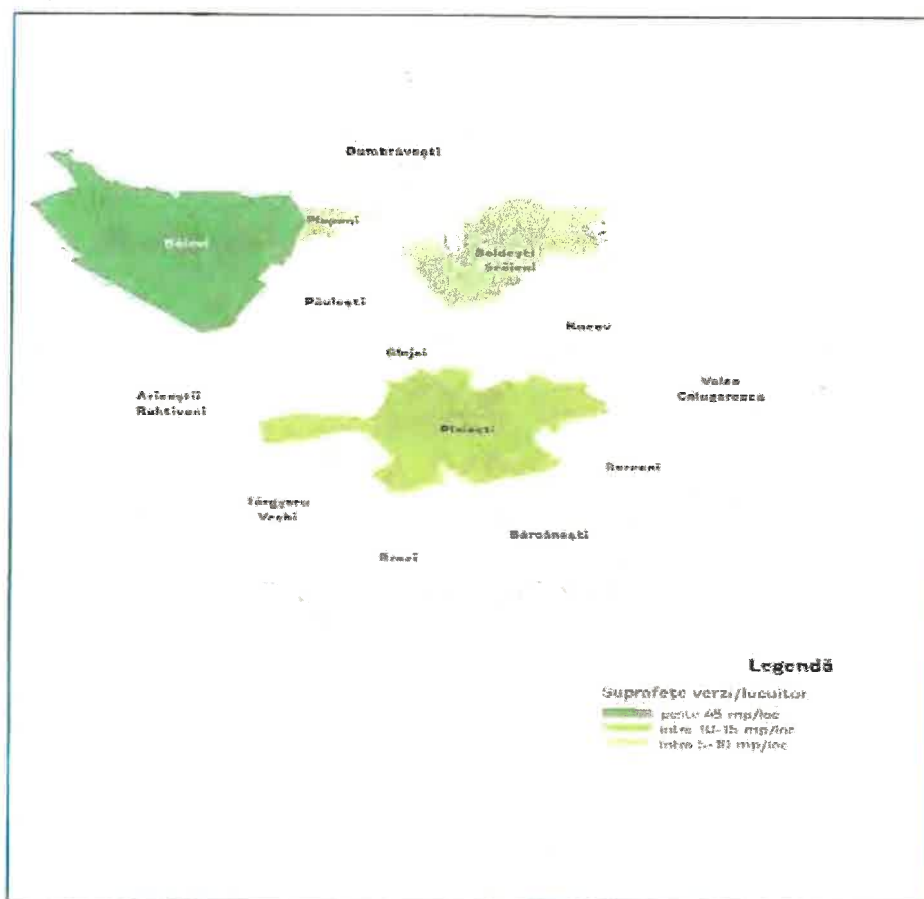 Dumbrăvești
Plopeni
Băicoi
Boldești
Scăieni
Păulești
Bucov
Blejoi
Valea
Călugărească
Ariceștii
Rahtivani
Ploiești
Berceni
Târgșoru
Vechi
Bărcănești
Brazi
Legendă
Suprafețe verzi/locuitor
peste 45 mp/loc
între 10-15 mp/loc
între 5-10 mp/loc